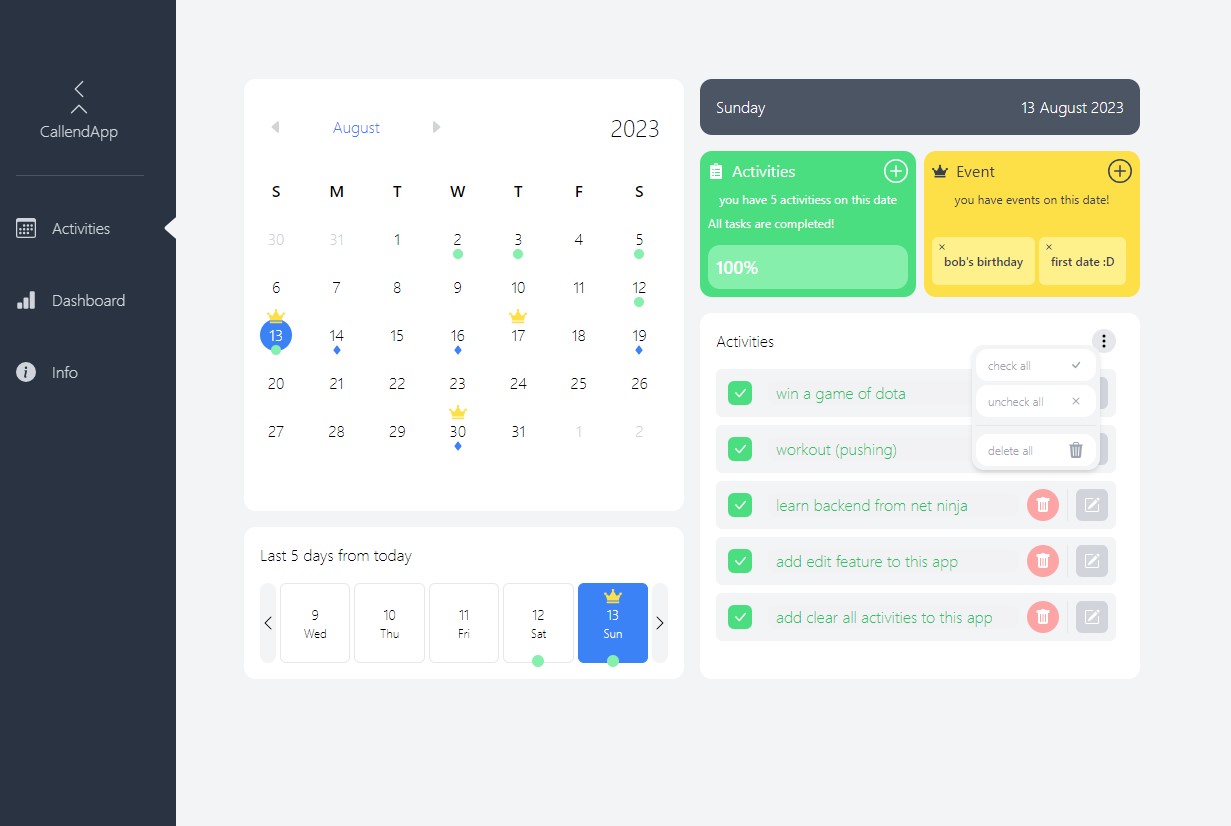 CallendApp
Activities
Dashboard
Info
August 2023
S M T W T F S
30 31 1 2 3 4 5
6 7 8 9 10 11 12
13 14 15 16 17 18 19
20 21 22 23 24 25 26
27 28 29 30 31 1 2
Last 5 days from today
9 10 11 12 13
Wed Thu Fri Sat Sun
Sunday 13 August 2023
Activities
you have 5 activitiess on this date
All tasks are completed!
100%
Event
you have events on this date!
bob's birthday
first date :D
Activities
check all
uncheck all
delete all
win a game of dota
workout (pushing)
learn backend from net ninja
add edit feature to this app
add clear all activities to this app